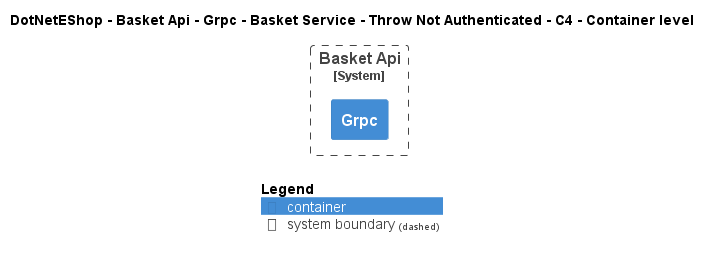 DotNetEShop - Basket Api - Grpc - Basket Service - Throw Not Authenticated - C4 - Container level
Basket Api
[System]
Grpc
Legend
container
system boundary (dashed)